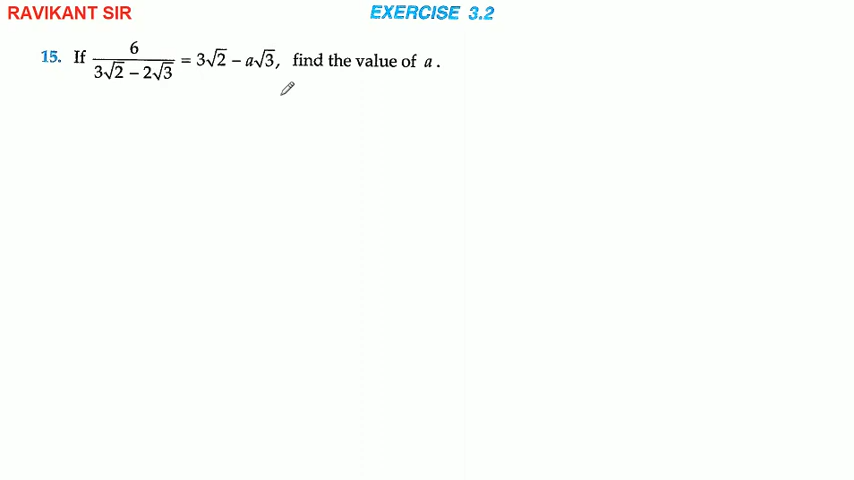 RAVIKANT SIR
EXERCISE 3.2
15. If 6/(3√2 − 2√3) = 3√2 − a√3, find the value of a .